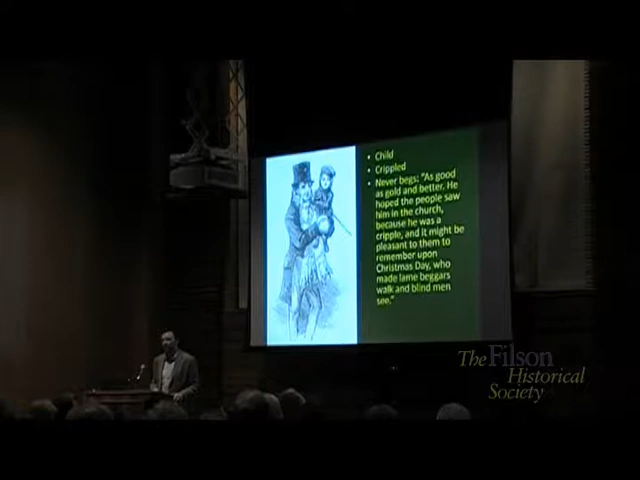 • Child
• Crippled
• Never begs: "As good
as gold and better. He
hoped the people saw
him in the church,
because he was a
cripple, and it might be
pleasant to them to
remember upon
Christmas Day, who
made lame beggars
walk and blind men
see."
The Filson
Historical
Society